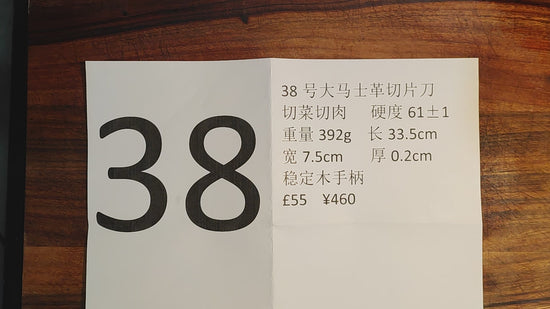 38
38 号大马士革切片刀
切菜切肉 硬度 61±1
重量 392g 长 33.5cm
宽 7.5cm 厚 0.2cm
稳定木手柄
£55 ¥460